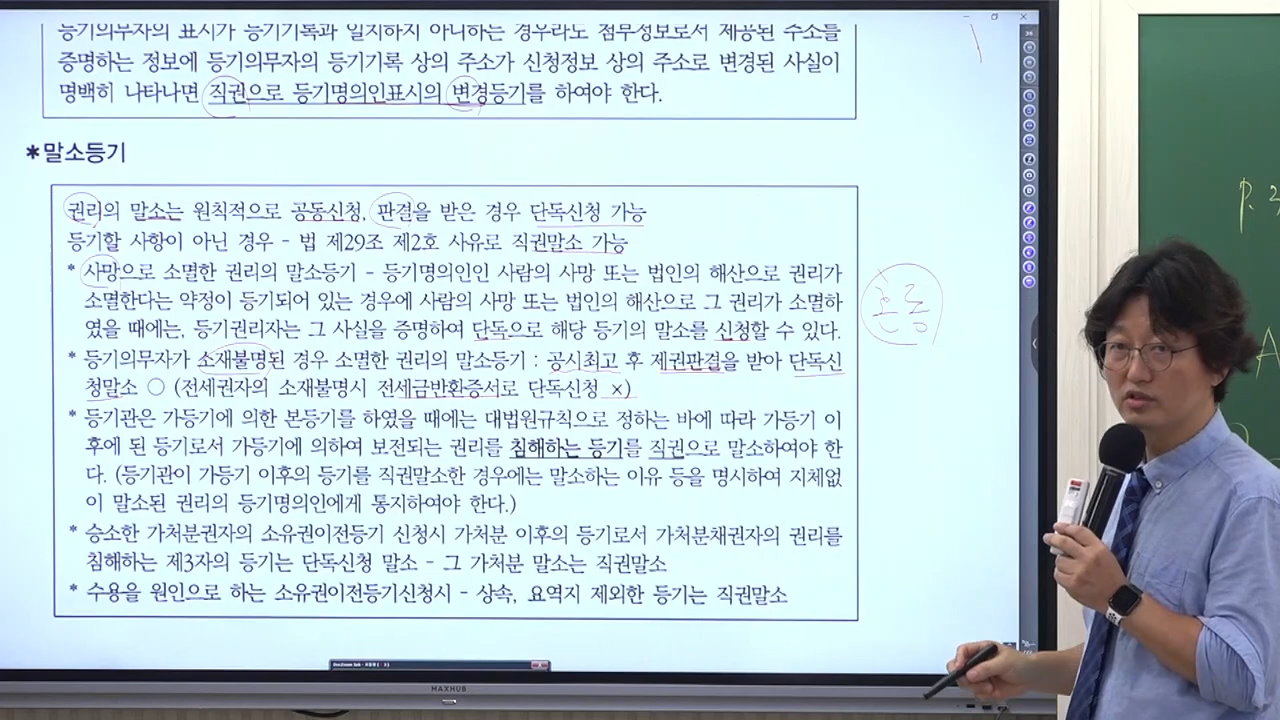 등기의무자의 표시가 등기기록과 일치하지 아니하는 경우라도 첨부정보로서 제공된 주소를
증명하는 정보에 등기의무자의 등기기록 상의 주소가 신청정보 상의 주소로 변경된 사실이
명백히 나타나면 직권으로 등기명의인표시의 변경등기를 하여야 한다.
*말소등기
권리의 말소는 원칙적으로 공동신청, 판결을 받은 경우 단독신청 가능
등기할 사항이 아닌 경우 - 법 제29조 제2호 사유로 직권말소 가능
* 사망으로 소멸한 권리의 말소등기 - 등기명의인인 사람의 사망 또는 법인의 해산으로 권리가
소멸한다는 약정이 등기되어 있는 경우에 사람의 사망 또는 법인의 해산으로 그 권리가 소멸하
였을 때에는, 등기권리자는 그 사실을 증명하여 단독으로 해당 등기의 말소를 신청할 수 있다.
* 등기의무자가 소재불명된 경우 소멸한 권리의 말소등기 : 공시최고 후 제권판결을 받아 단독신
청말소 ○ (전세권자의 소재불명시 전세금반환증서로 단독신청 ×)
* 등기관은 가등기에 의한 본등기를 하였을 때에는 대법원규칙으로 정하는 바에 따라 가등기 이
후에 된 등기로서 가등기에 의하여 보전되는 권리를 침해하는 등기를 직권으로 말소하여야 한
다. (등기관이 가등기 이후의 등기를 직권말소한 경우에는 말소하는 이유 등을 명시하여 지체없
이 말소된 권리의 등기명의인에게 통지하여야 한다.)
* 승소한 가처분권자의 소유권이전등기 신청시 가처분 이후의 등기로서 가처분채권자의 권리를
침해하는 제3자의 등기는 단독신청 말소 - 그 가처분 말소는 직권말소
* 수용을 원인으로 하는 소유권이전등기신청시 - 상속, 요역지 제외한 등기는 직권말소
혼동
P. 2
A
MAXHUB